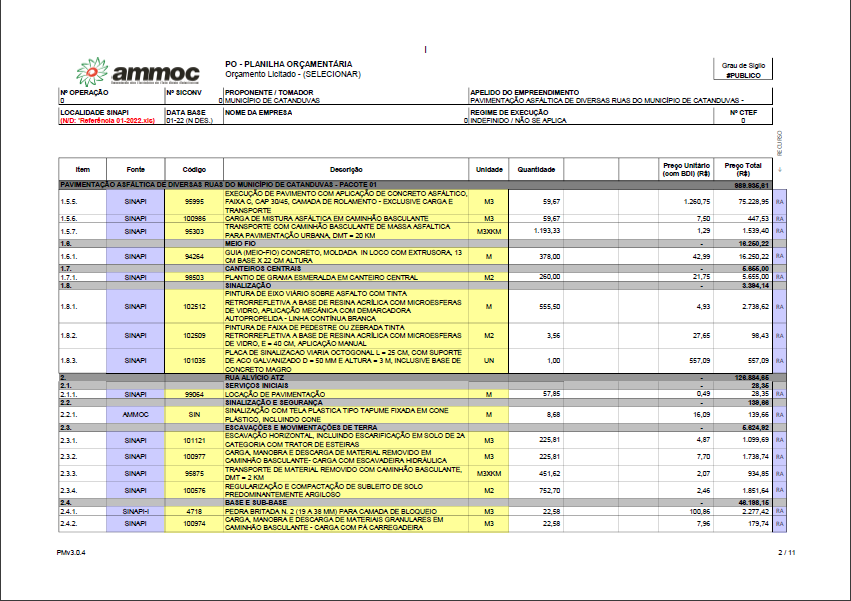 ammoc
PO - PLANILHA ORÇAMENTÁRIA
Orçamento Licitado - (SELECIONAR)
Grau de Sigilo
#PUBLICO
Nº OPERAÇÃO Nº SICONV PROPONENTE / TOMADOR APELIDO DO EMPREENDIMENTO
0 0 MUNICÍPIO DE CATANDUVAS PAVIMENTAÇÃO ASFÁLTICA DE DIVERSAS RUAS DO MUNICÍPIO DE CATANDUVAS -
LOCALIDADE SINAPI DATA BASE NOME DA EMPRESA REGIME DE EXECUÇÃO Nº CTEF
(N/D: 'Referência 01-2022.xls) 01-22 (N DES.) 0 INDEFINIDO / NÃO SE APLICA 0
RECURSO
↓
Item Fonte Código Descrição Unidade Quantidade Preço Unitário (com BDI) (R$) Preço Total (R$)
PAVIMENTAÇÃO ASFÁLTICA DE DIVERSAS RUAS DO MUNICÍPIO DE CATANDUVAS - PACOTE 01
1.5.5. SINAPI 95995 EXECUÇÃO DE PAVIMENTO COM APLICAÇÃO DE CONCRETO ASFÁLTICO,
FAIXA C, CAP 30/45, CAMADA DE ROLAMENTO - EXCLUSIVE CARGA E
TRANSPORTE M3 59,67 1.260,75 75.228,95 RA
1.5.6. SINAPI 100986 CARGA DE MISTURA ASFÁLTICA EM CAMINHÃO BASCULANTE M3 59,67 7,50 447,53 RA
1.5.7. SINAPI 95303 TRANSPORTE COM CAMINHÃO BASCULANTE DE MASSA ASFALTICA
PARA PAVIMENTAÇÃO URBANA, DMT = 20 KM M3XKM 1.193,33 1,29 1.539,40 RA
1.6. MEIO FIO - 16.250,22
1.6.1. SINAPI 94264 GUIA (MEIO-FIO) CONCRETO, MOLDADA IN LOCO COM EXTRUSORA, 13
CM BASE X 22 CM ALTURA M 378,00 42,99 16.250,22 RA
1.7. CANTEIROS CENTRAIS - 5.655,00
1.7.1. SINAPI 98503 PLANTIO DE GRAMA ESMERALDA EM CANTEIRO CENTRAL M2 260,00 21,75 5.655,00 RA
1.8. SINALIZAÇÃO - 3.394,14
1.8.1. SINAPI 102512 PINTURA DE EIXO VIÁRIO SOBRE ASFALTO COM TINTA
RETRORREFLETIVA A BASE DE RESINA ACRÍLICA COM MICROESFERAS
DE VIDRO, APLICAÇÃO MECÂNICA COM DEMARCADORA
AUTOPROPELIDA - LINHA CONTÍNUA BRANCA M 555,50 4,93 2.738,62 RA
1.8.2. SINAPI 102509 PINTURA DE FAIXA DE PEDESTRE OU ZEBRADA TINTA
RETRORREFLETIVA A BASE DE RESINA ACRÍLICA COM MICROESFERAS
DE VIDRO, E = 40 CM, APLICAÇÃO MANUAL M2 3,56 27,65 98,43 RA
1.8.3. SINAPI 101035 PLACA DE SINALIZACAO VIARIA OCTOGONAL L = 25 CM, COM SUPORTE
DE ACO GALVANIZADO D = 50 MM E ALTURA = 3 M, INCLUSIVE BASE DE
CONCRETO MAGRO UN 1,00 557,09 557,09 RA
2. RUA ALVÍCIO ATZ - 126.884,65
2.1. SERVIÇOS INICIAIS - 28,35
2.1.1. SINAPI 99064 LOCAÇÃO DE PAVIMENTAÇÃO M 57,85 0,49 28,35 RA
2.2. SINALIZAÇÃO E SEGURANÇA - 139,66
2.2.1. AMMOC SIN SINALIZAÇÃO COM TELA PLASTICA TIPO TAPUME FIXADA EM CONE
PLÁSTICO, INCLUINDO CONE M 8,68 16,09 139,66 RA
2.3. ESCAVAÇÕES E MOVIMENTAÇÕES DE TERRA - 5.624,92
2.3.1. SINAPI 101121 ESCAVAÇÃO HORIZONTAL, INCLUINDO ESCARIFICAÇÃO EM SOLO DE 2A
CATEGORIA COM TRATOR DE ESTEIRAS M3 225,81 4,87 1.099,69 RA
2.3.2. SINAPI 100977 CARGA, MANOBRA E DESCARGA DE MATERIAL REMOVIDO EM
CAMINHÃO BASCULANTE- CARGA COM ESCAVADEIRA HIDRÁULICA M3 225,81 7,70 1.738,74 RA
2.3.3. SINAPI 95875 TRANSPORTE DE MATERIAL REMOVIDO COM CAMINHÃO BASCULANTE,
DMT = 2 KM M3XKM 451,62 2,07 934,85 RA
2.3.4. SINAPI 100576 REGULARIZAÇÃO E COMPACTAÇÃO DE SUBLEITO DE SOLO
PREDOMINANTEMENTE ARGILOSO M2 752,70 2,46 1.851,64 RA
2.4. BASE E SUB-BASE - 46.198,15
2.4.1. SINAPI-I 4718 PEDRA BRITADA N. 2 (19 A 38 MM) PARA CAMADA DE BLOQUEIO M3 22,58 100,86 2.277,42 RA
2.4.2. SINAPI 100974 CARGA, MANOBRA E DESCARGA DE MATERIAIS GRANULARES EM
CAMINHÃO BASCULANTE - CARGA COM PÁ CARREGADEIRA M3 22,58 7,96 179,74 RA
PMv3.0.4 2 / 11